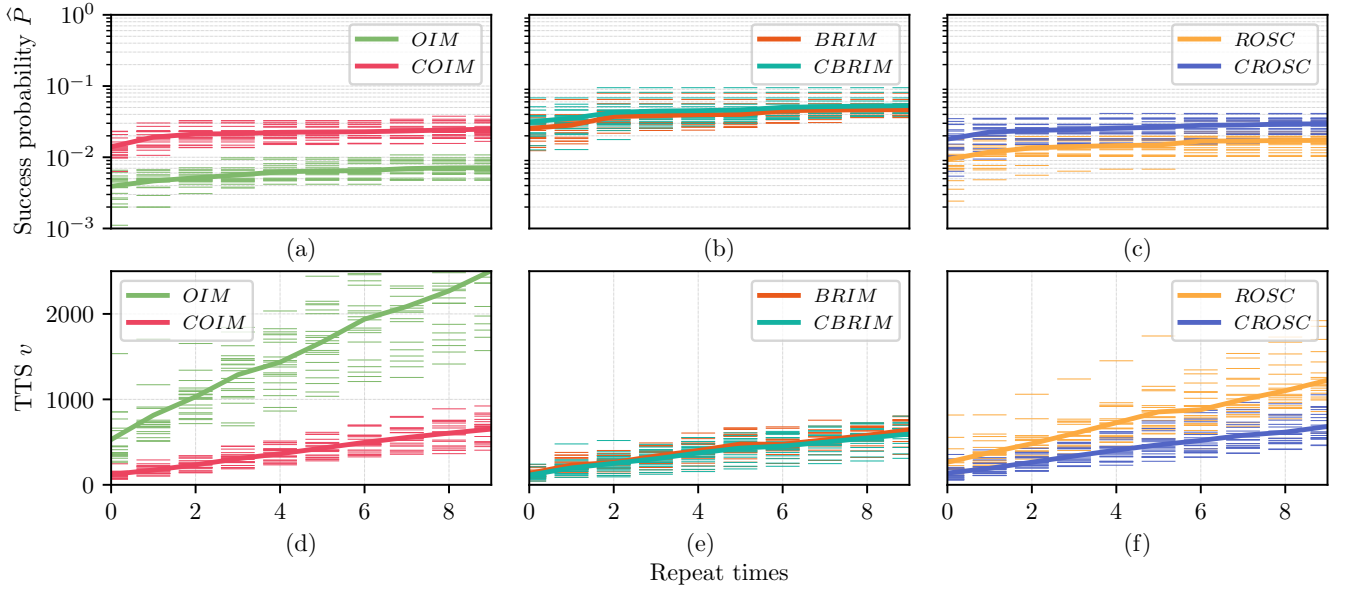 Success probability P̂
10⁰
10⁻¹
10⁻²
10⁻³
OIM
COIM
BRIM
CBRIM
ROSC
CROSC
(a)
(b)
(c)
TTS v
2000
1000
0
OIM
COIM
BRIM
CBRIM
ROSC
CROSC
0 2 4 6 8
0 2 4 6 8
0 2 4 6 8
(d)
(e)
(f)
Repeat times